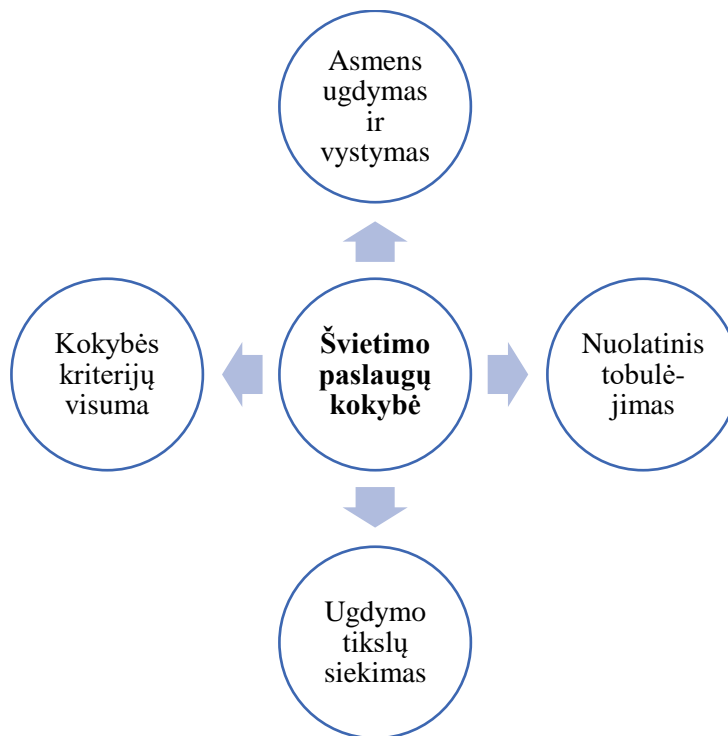 Asmens
ugdymas
ir
vystymas
Kokybės
kriterijų
visuma
Švietimo
paslaugų
kokybė
Nuolatinis
tobulė-
jimas
Ugdymo
tikslų
siekimas